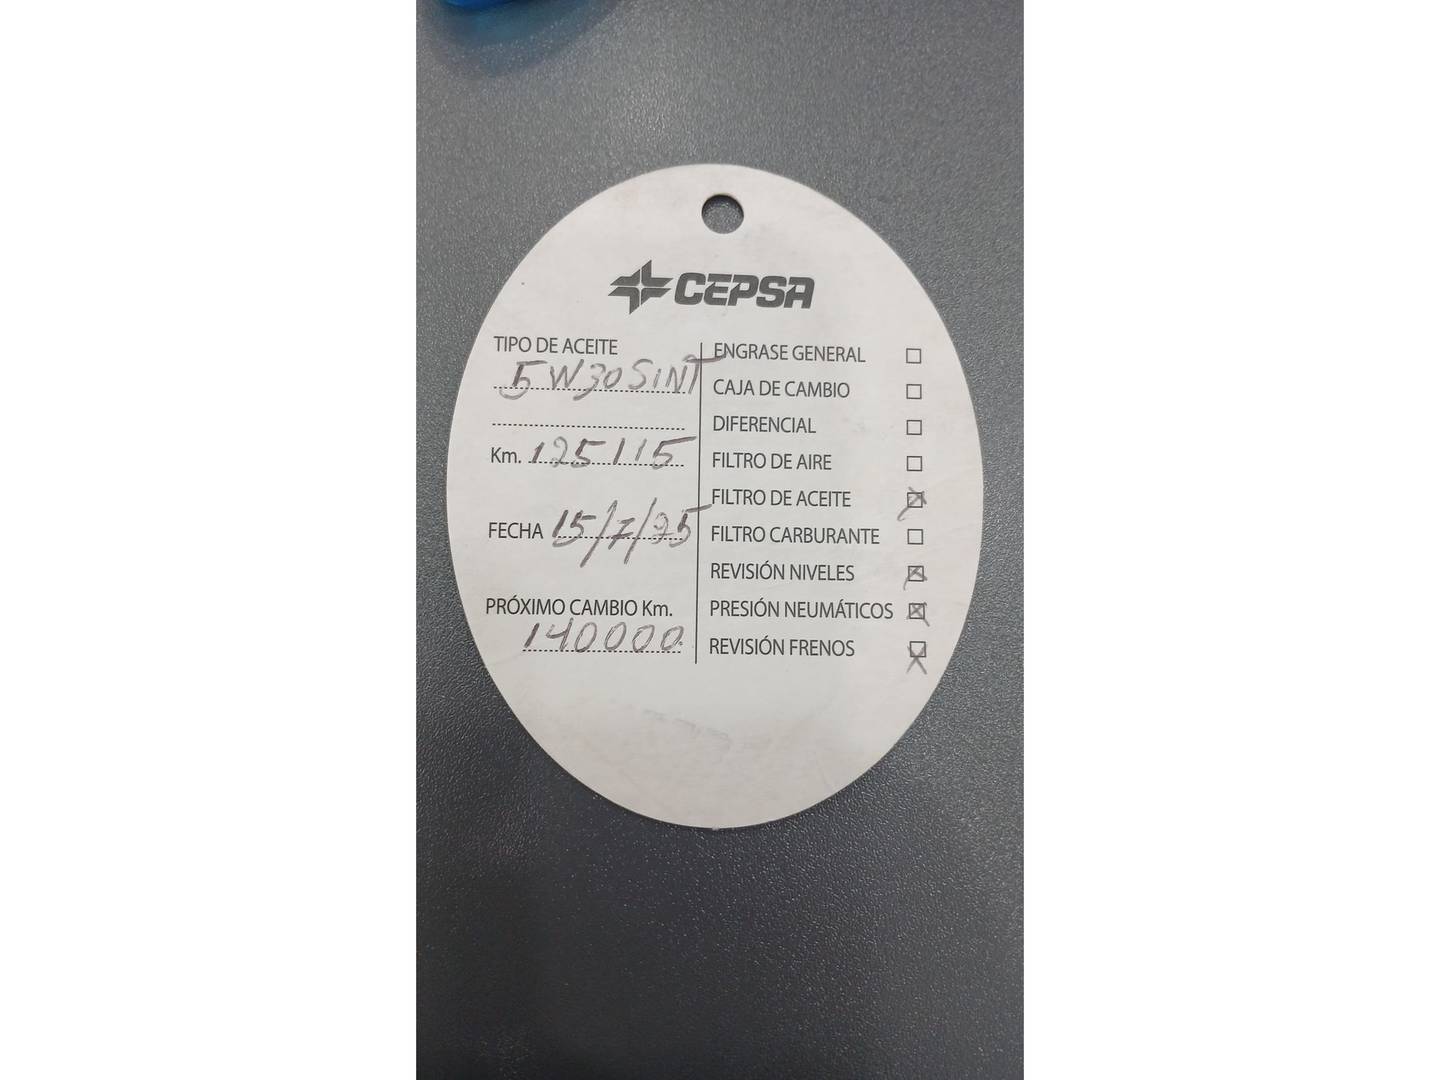 CEPSA
TIPO DE ACEITE
5W30 SINT
Km. 125115
FECHA 15/7/25
PRÓXIMO CAMBIO Km.
140000
ENGRASE GENERAL
CAJA DE CAMBIO
DIFERENCIAL
FILTRO DE AIRE
FILTRO DE ACEITE
FILTRO CARBURANTE
REVISIÓN NIVELES
PRESIÓN NEUMÁTICOS
REVISIÓN FRENOS